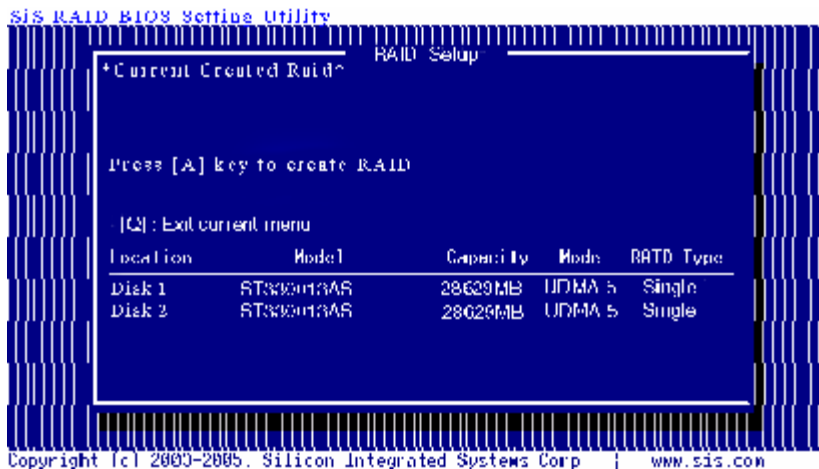 SiS RAID BIOS Setting Utility
RAID Setup
*Current Created Raid*
Press [A] key to create RAID
- [Q] : Exit current menu
Location Model Capacity Mode RAID Type
Disk 1 28629MB UDMA 5 Single
Disk 3 28629MB UDMA 5 Single
Copyright (c) 2003-2005. Silicon Integrated Systems Corp | www.sis.com